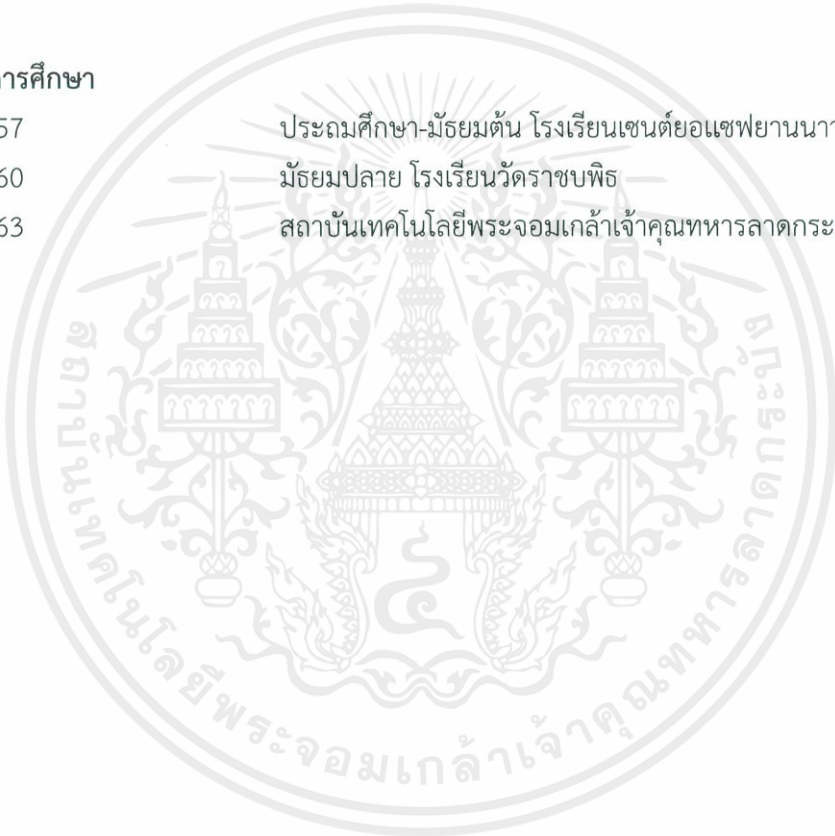 ารศึกษา
57 ประถมศึกษา-มัธยมต้น โรงเรียนเซนต์ยอแซฟยานนาว
60 มัธยมปลาย โรงเรียนวัดราชบพิธ
63 สถาบันเทคโนโลยีพระจอมเกล้าเจ้าคุณทหารลาดกระ
สถาบันเทคโนโลยีพระจอมเกล้าเจ้าคุณทหารลาดกระบัง
๔